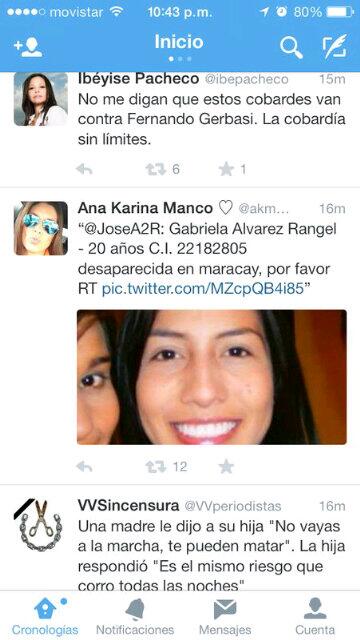 movistar 10:43 p.m. 80%
Inicio
Ibéyise Pacheco @ibepacheco 15m
No me digan que estos cobardes van
contra Fernando Gerbasi. La cobardía
sin límites.
6 1
Ana Karina Manco ♡ @akm... 16m
“@JoseA2R: Gabriela Alvarez Rangel
- 20 años C.I. 22182805
desaparecida en maracay, por favor
RT pic.twitter.com/MZcpQB4i85”
12
VVSincensura @VVperiodistas 16m
Una madre le dijo a su hija "No vayas
a la marcha, te pueden matar". La hija
respondió "Es el mismo riesgo que
corro todas las noches"
Cronologías Notificaciones Mensajes Cuenta